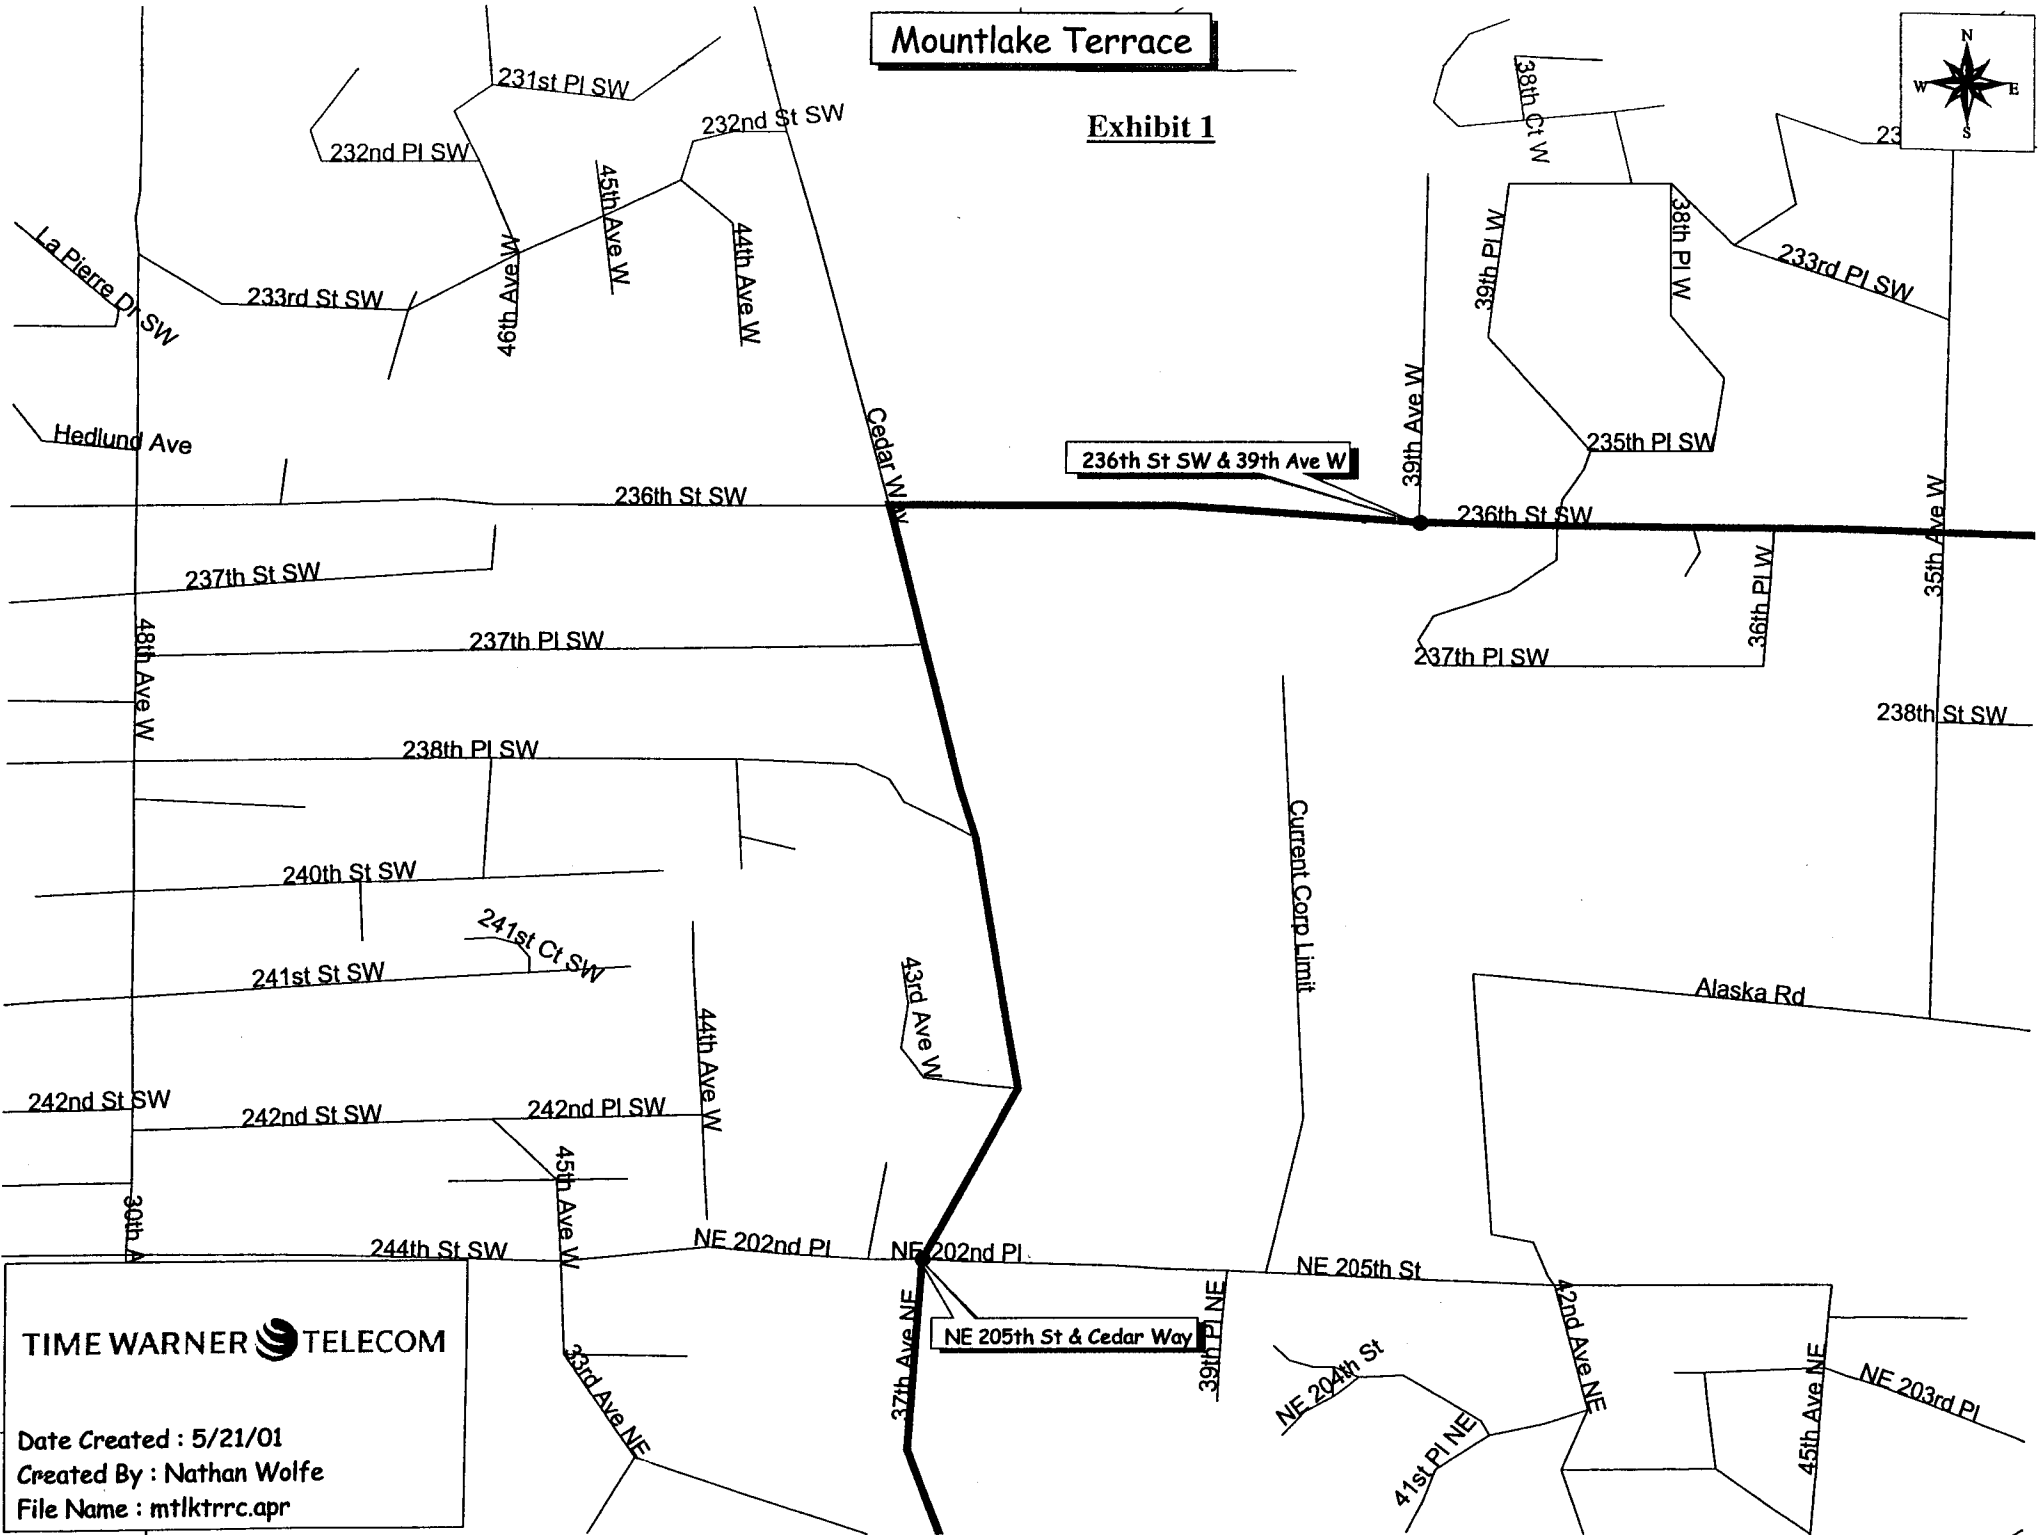 Mountlake Terrace
Exhibit 1
N
W
E
S
231st Pl SW
232nd St SW
232nd Pl SW
38th Ct W
45th Ave W
44th Ave W
46th Ave W
La Pierre Dr SW
233rd St SW
39th Pl W
38th Pl W
233rd Pl SW
23
Hedlund Ave
Cedar Way
39th Ave W
235th Pl SW
236th St SW & 39th Ave W
236th St SW
236th St SW
35th Ave W
237th St SW
36th Pl W
48th Ave W
237th Pl SW
237th Pl SW
238th St SW
238th Pl SW
Current Corp Limit
240th St SW
241st Ct SW
241st St SW
43rd Ave W
Alaska Rd
44th Ave W
242nd St SW
242nd St SW
242nd Pl SW
45th Ave W
30th A
244th St SW
NE 202nd Pl
NE 202nd Pl
NE 205th St
42nd Ave NE
37th Ave NE
NE 205th St & Cedar Way
39th Pl NE
33rd Ave NE
NE 204th St
41st Pl NE
45th Ave NE
NE 203rd Pl
TIME WARNER TELECOM
Date Created : 5/21/01
Created By : Nathan Wolfe
File Name : mtlktrrc.apr